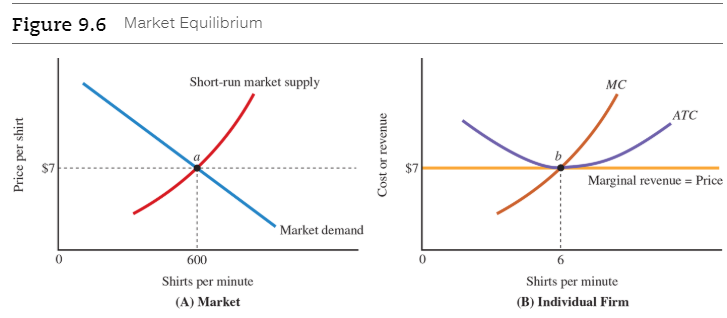 Figure 9.6 Market Equilibrium
Short-run market supply
Price per shirt
$7
a
Market demand
0
600
Shirts per minute
(A) Market
MC
ATC
Cost or revenue
$7
b
Marginal revenue = Price
0
6
Shirts per minute
(B) Individual Firm